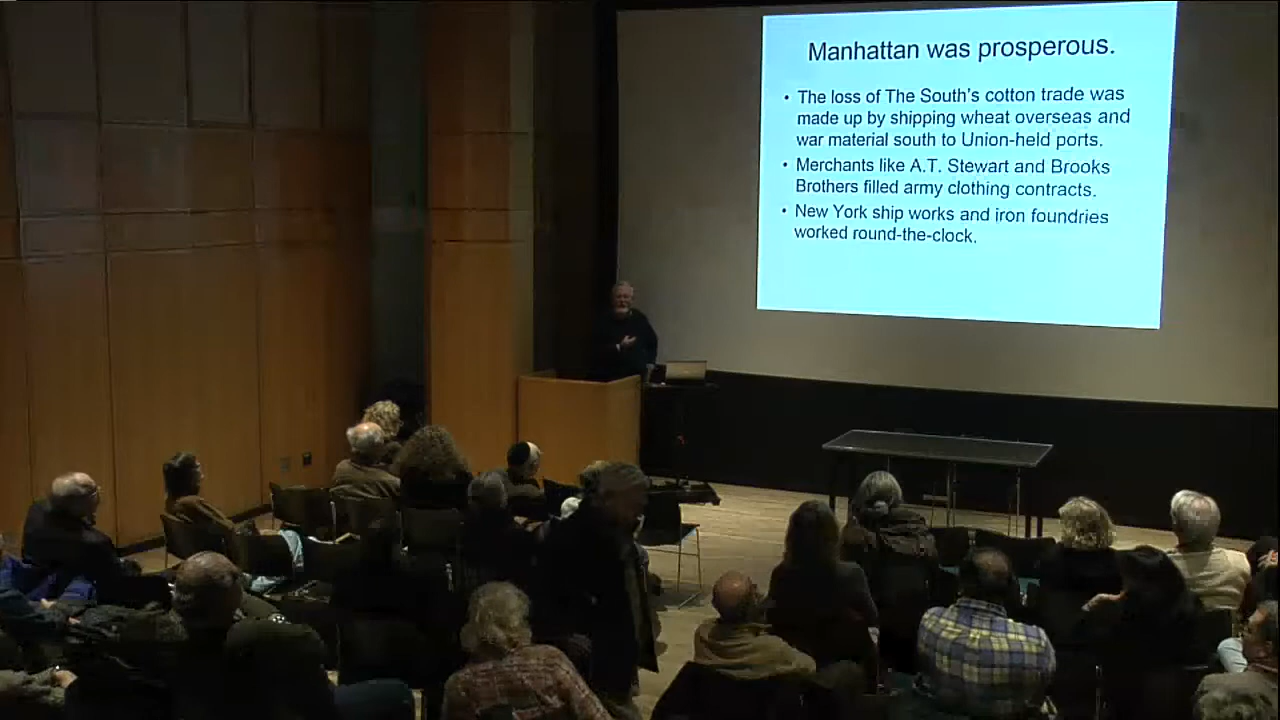 Manhattan was prosperous.
• The loss of The South's cotton trade was
made up by shipping wheat overseas and
war material south to Union-held ports.
• Merchants like A.T. Stewart and Brooks
Brothers filled army clothing contracts.
• New York ship works and iron foundries
worked round-the-clock.